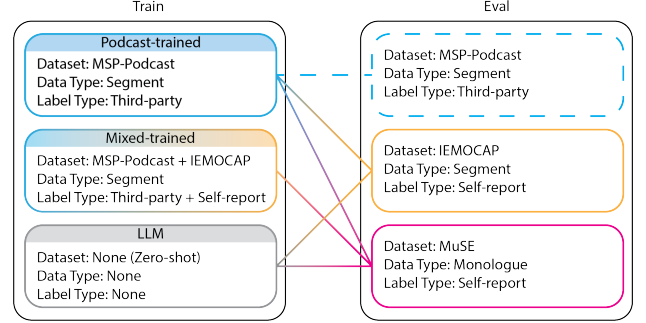 Train
Podcast-trained
Dataset: MSP-Podcast
Data Type: Segment
Label Type: Third-party
Mixed-trained
Dataset: MSP-Podcast + IEMOCAP
Data Type: Segment
Label Type: Third-party + Self-report
LLM
Dataset: None (Zero-shot)
Data Type: None
Label Type: None
Eval
Dataset: MSP-Podcast
Data Type: Segment
Label Type: Third-party
Dataset: IEMOCAP
Data Type: Segment
Label Type: Self-report
Dataset: MuSE
Data Type: Monologue
Label Type: Self-report